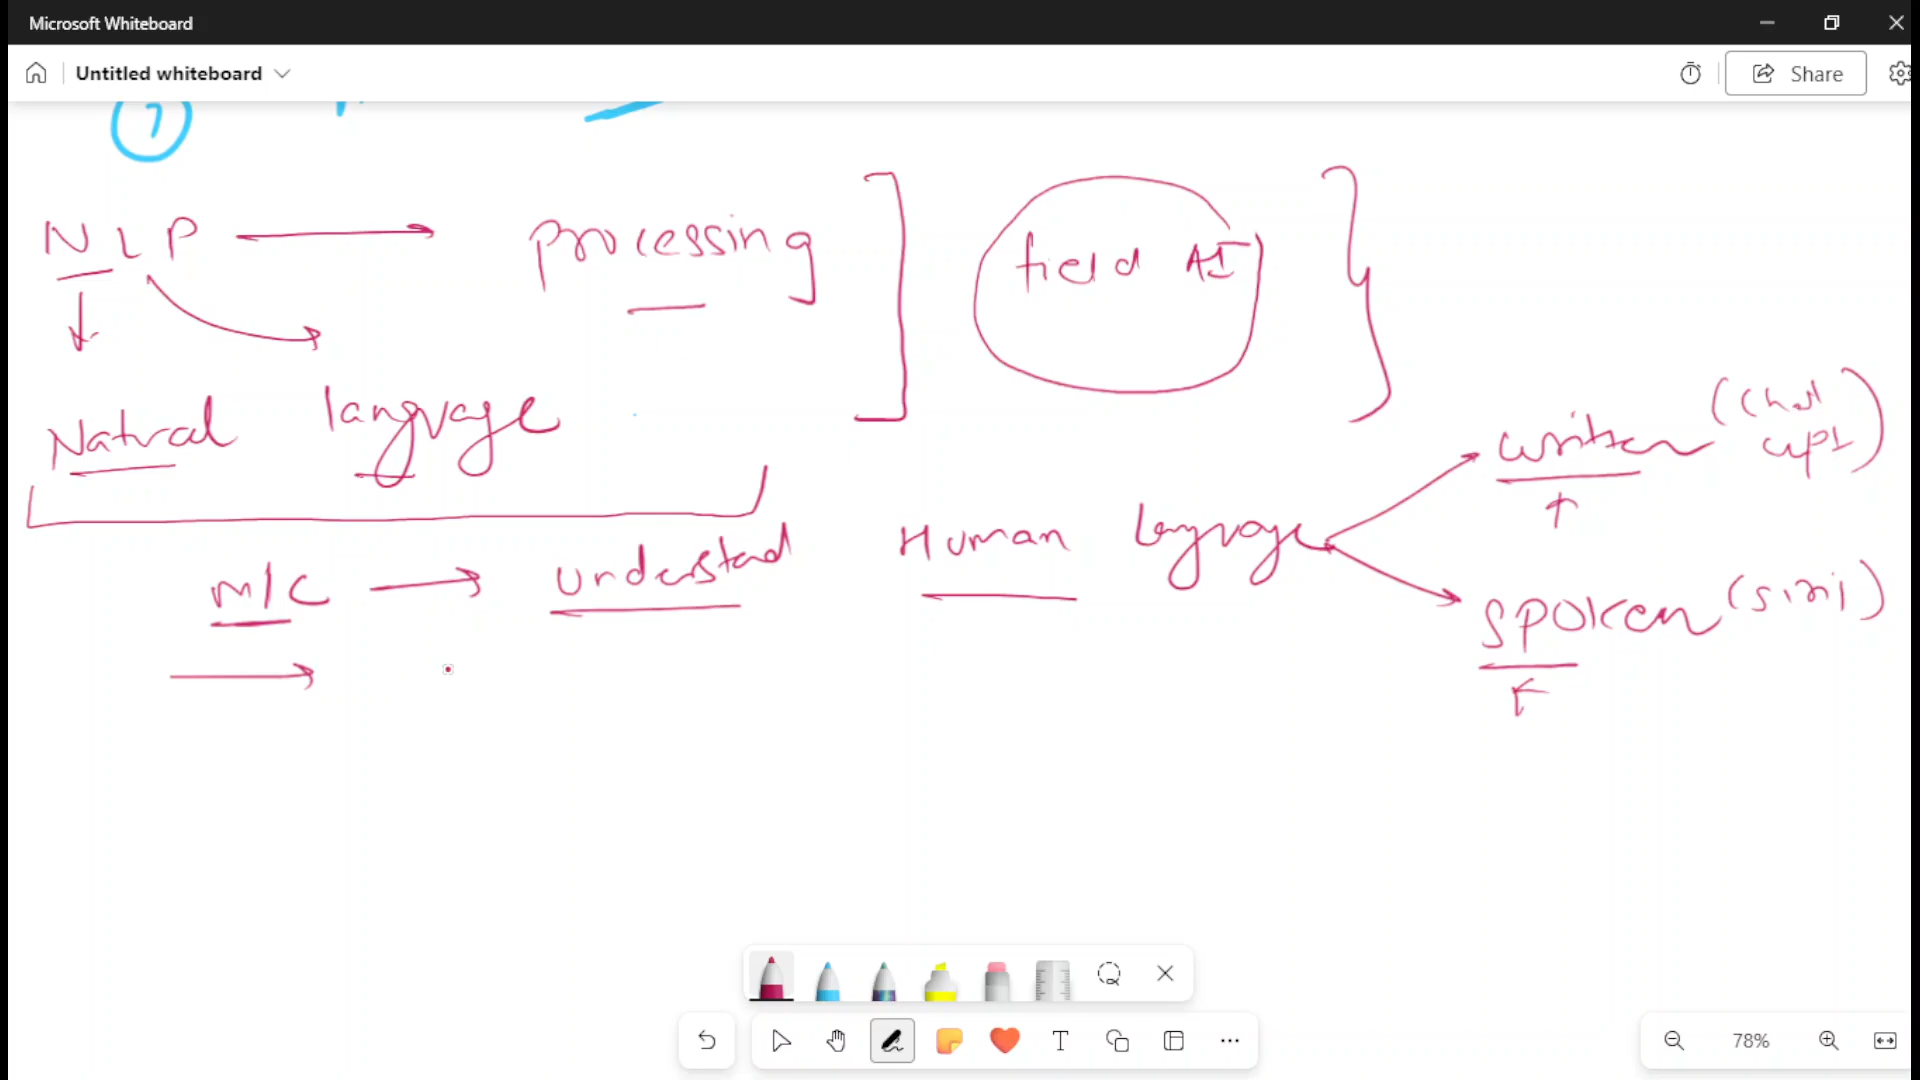 Microsoft Whiteboard
Untitled whiteboard
Share
7
NLP → processing
field AI
Natural language
written (Chat GPT)
Human language
M/C → understand
spoken (siri)
78%